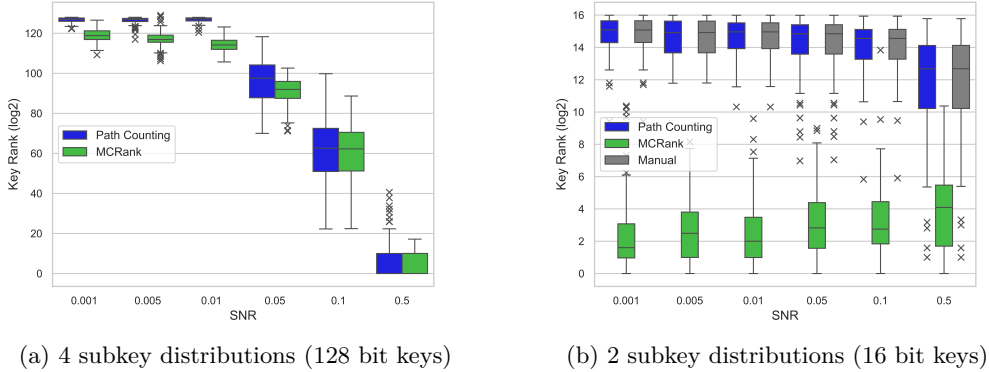 120
100
80
60
40
20
0
Key Rank (log2)
Path Counting
MCRank
0.001
0.005
0.01
0.05
0.1
0.5
SNR
(a) 4 subkey distributions (128 bit keys)
16
14
12
10
8
6
4
2
0
Key Rank (log2)
Path Counting
MCRank
Manual
0.001
0.005
0.01
0.05
0.1
0.5
SNR
(b) 2 subkey distributions (16 bit keys)